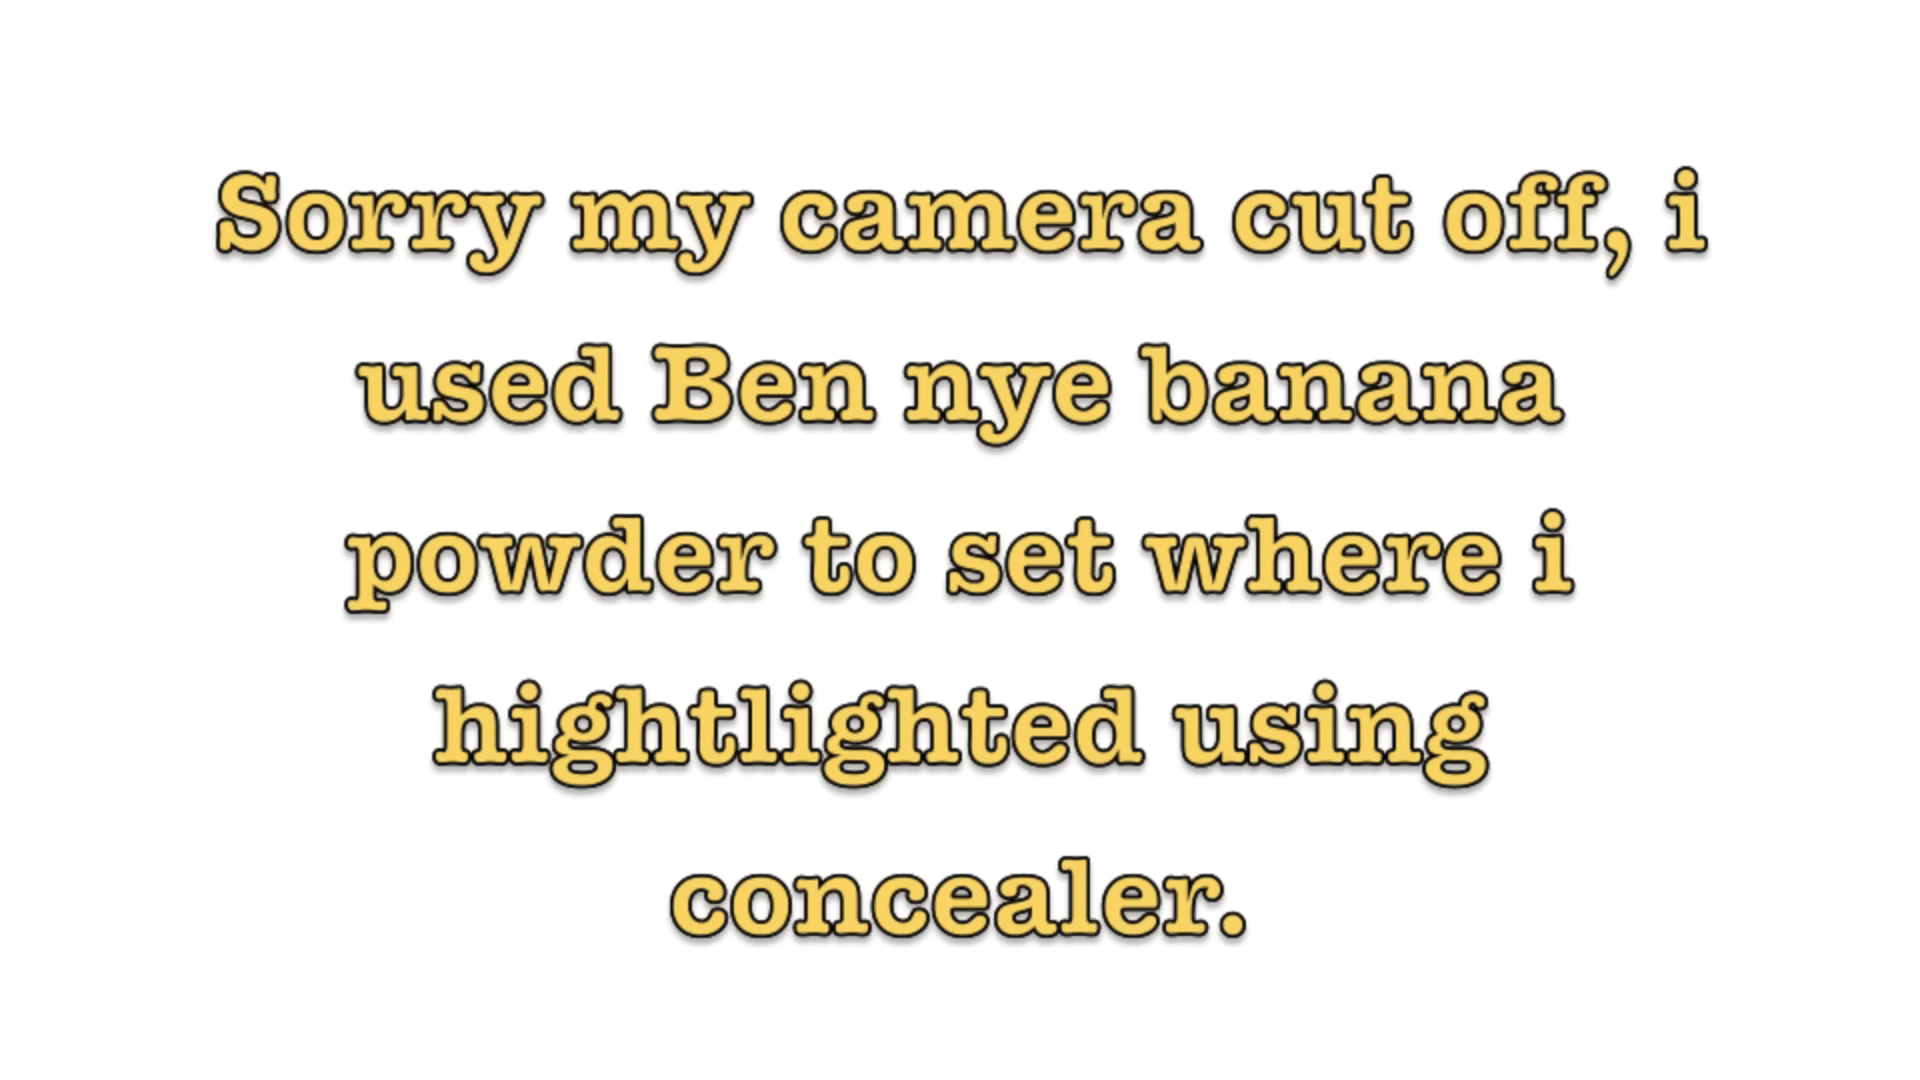 Sorry my camera cut off, i
used Ben nye banana
powder to set where i
hightlighted using
concealer.